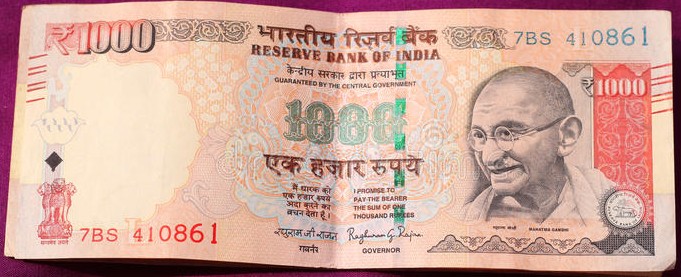 ₹1000
भारतीय रिज़र्व बैंक
7BS 410861
RESERVE BANK OF INDIA
केन्द्रीय सरकार द्वारा प्रत्याभूत
GUARANTEED BY THE CENTRAL GOVERNMENT
₹1000
1000
एक हज़ार रुपये
मैं धारक को
एक हज़ार रुपये
अदा करने का
वचन देता हूँ।
I PROMISE TO
PAY THE BEARER
THE SUM OF ONE
THOUSAND RUPEES
महात्मा गांधी MAHATMA GANDHI
7BS 410861
रघुराम जी राजन Raghuram G. Rajan
गवर्नर GOVERNOR
सत्यमेव जयते
dreamstime